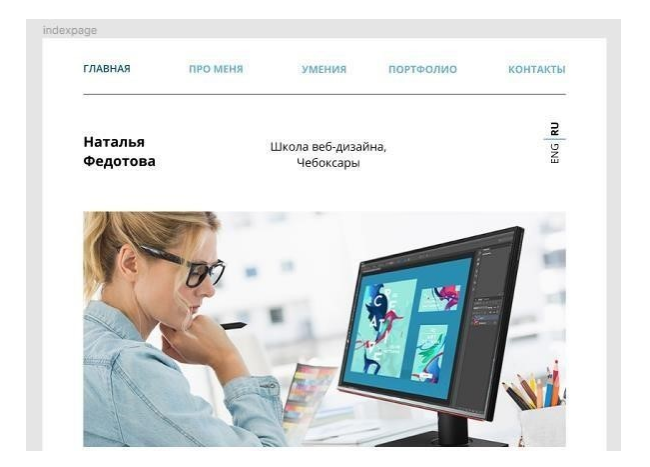 indexpage
ГЛАВНАЯ ПРО МЕНЯ УМЕНИЯ ПОРТФОЛИО КОНТАКТЫ
Наталья
Федотова
Школа веб-дизайна,
Чебоксары
ENG | RU